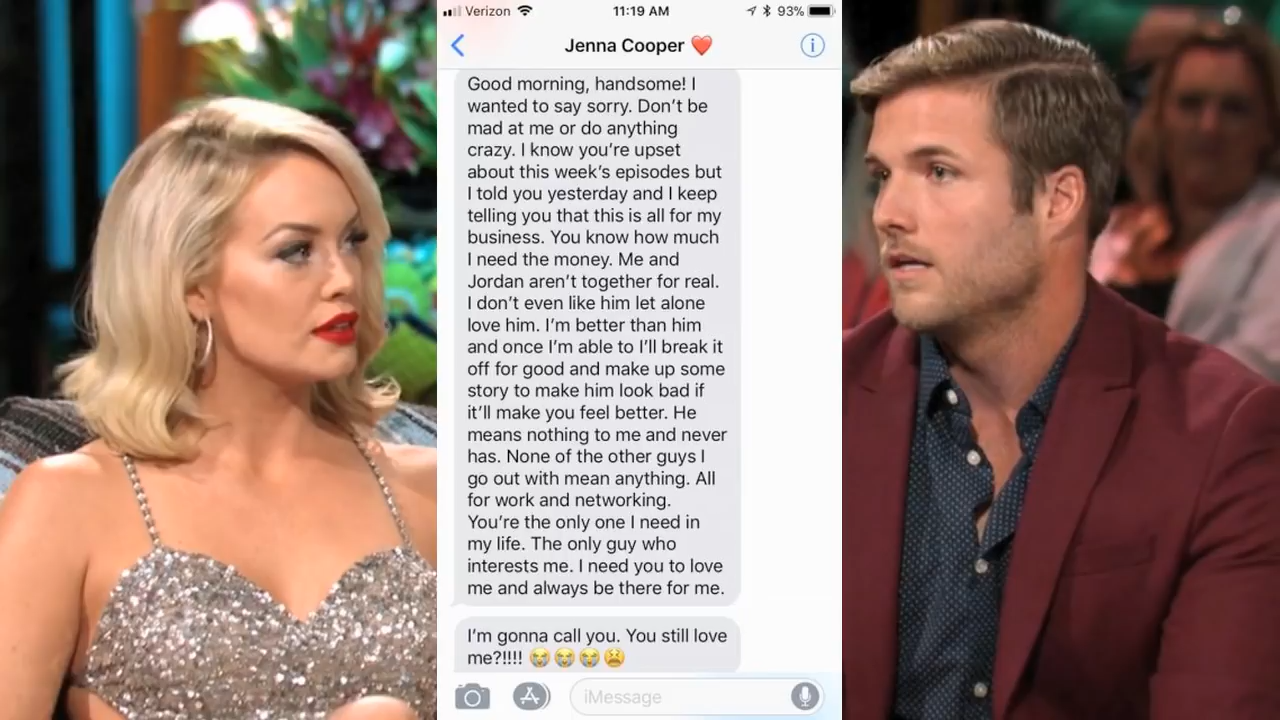 Verizon 11:19 AM 93%
Jenna Cooper ❤️
Good morning, handsome! I
wanted to say sorry. Don’t be
mad at me or do anything
crazy. I know you’re upset
about this week’s episodes but
I told you yesterday and I keep
telling you that this is all for my
business. You know how much
I need the money. Me and
Jordan aren’t together for real.
I don’t even like him let alone
love him. I’m better than him
and once I’m able to I’ll break it
off for good and make up some
story to make him look bad if
it’ll make you feel better. He
means nothing to me and never
has. None of the other guys I
go out with mean anything. All
for work and networking.
You’re the only one I need in
my life. The only guy who
interests me. I need you to love
me and always be there for me.
I’m gonna call you. You still love
me?!!!! 😭😭😭😫
iMessage